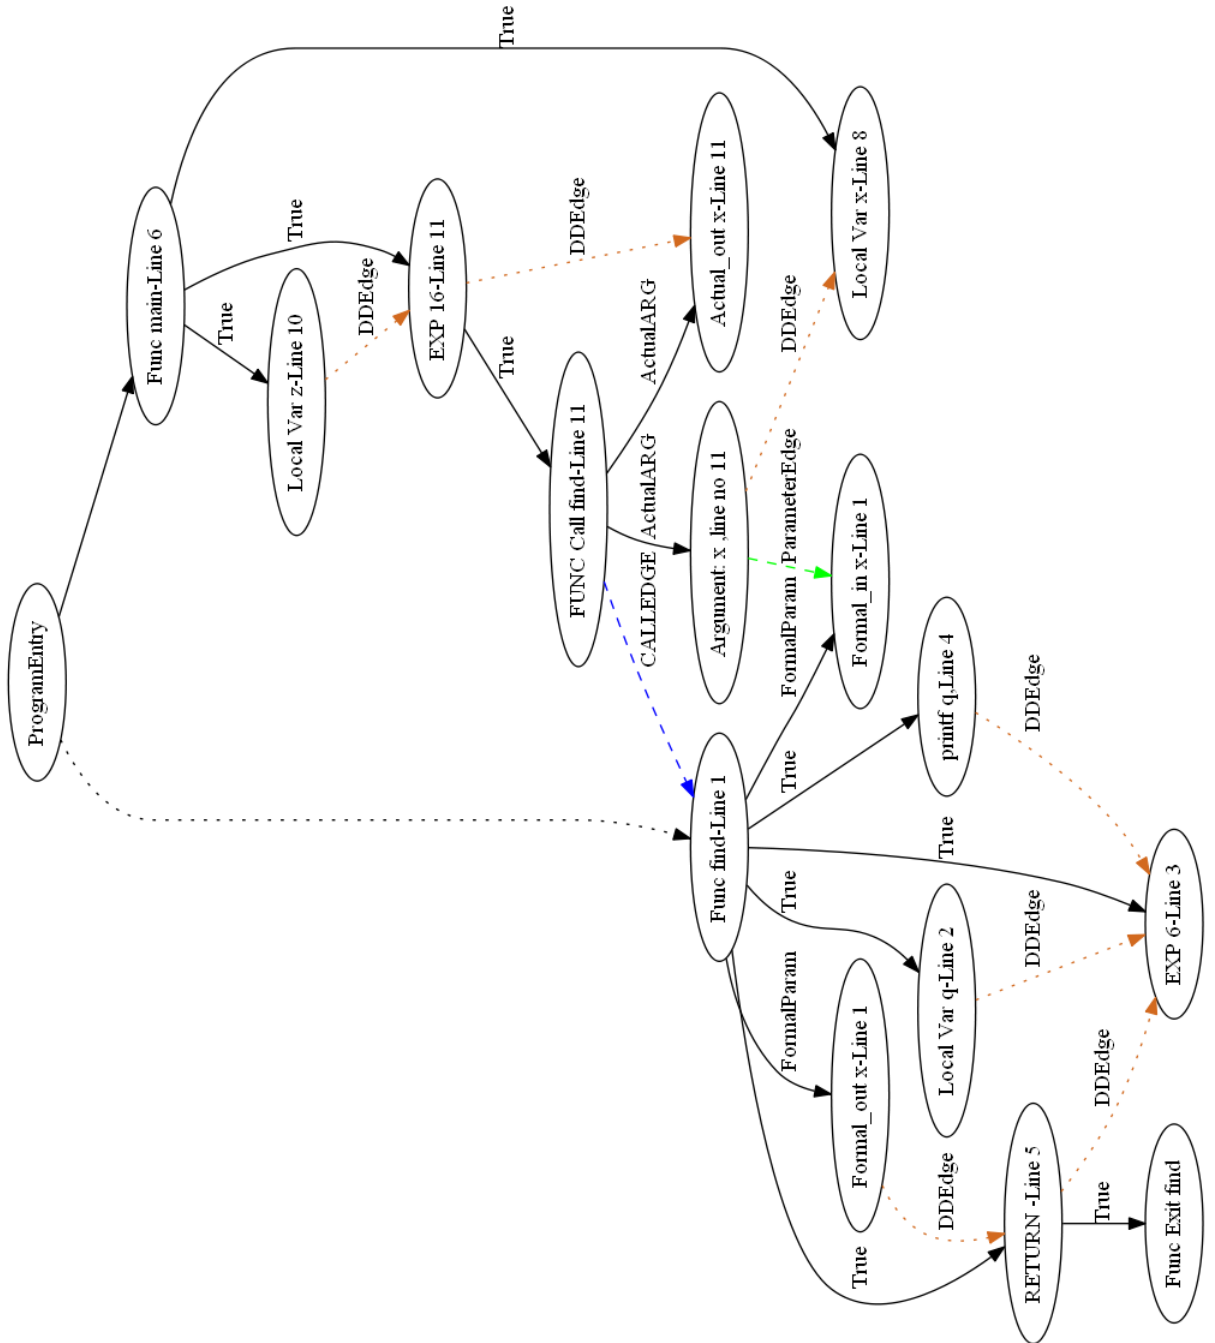 True
Func main-Line 6
ProgramEntry
True
True
Local Var z-Line 10
DDEdge
EXP 16-Line 11
True
DDEdge
FUNC Call find-Line 11
CALLEDGE
ActualARG
ActualARG
Func find-Line 1
Argument: x ,line no 11
Actual_out x-Line 11
FormalParam
True
True
FormalParam
ParameterEdge
DDEdge
Formal_out x-Line 1
Formal_in x-Line 1
Local Var x-Line 8
True
DDEdge
Local Var q-Line 2
True
printf q,Line 4
RETURN -Line 5
DDEdge
DDEdge
True
DDEdge
Func Exit find
EXP 6-Line 3